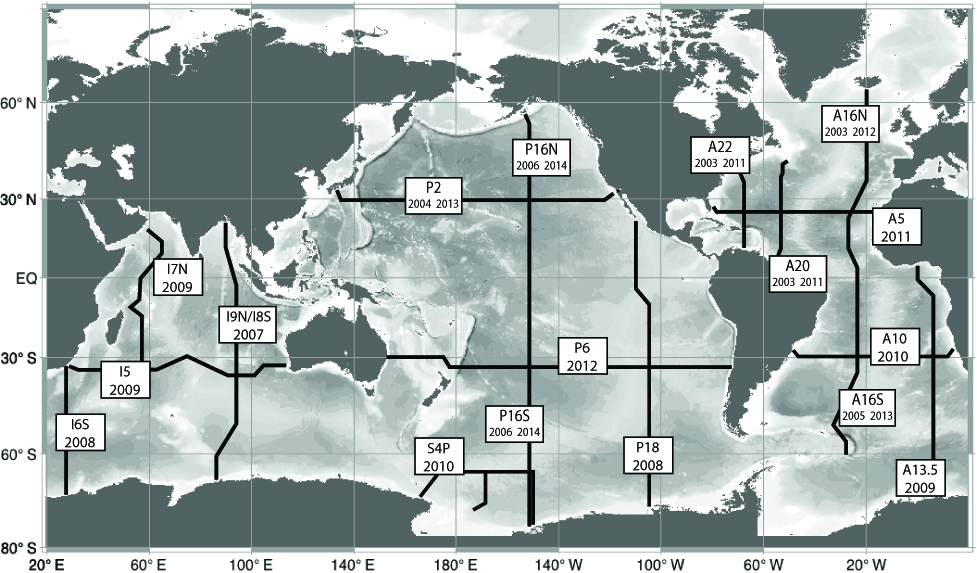 60° N
30° N
EQ
30° S
60° S
80° S
20° E
60° E
100° E
140° E
180° E
140° W
100° W
60° W
20° W
A16N
2003 2012
A22
2003 2011
P16N
2006 2014
P2
2004 2013
A5
2011
I7N
2009
A20
2003 2011
I9N/I8S
2007
A10
2010
P6
2012
I5
2009
A16S
2005 2013
I6S
2008
P16S
2006 2014
S4P
2010
P18
2008
A13.5
2009